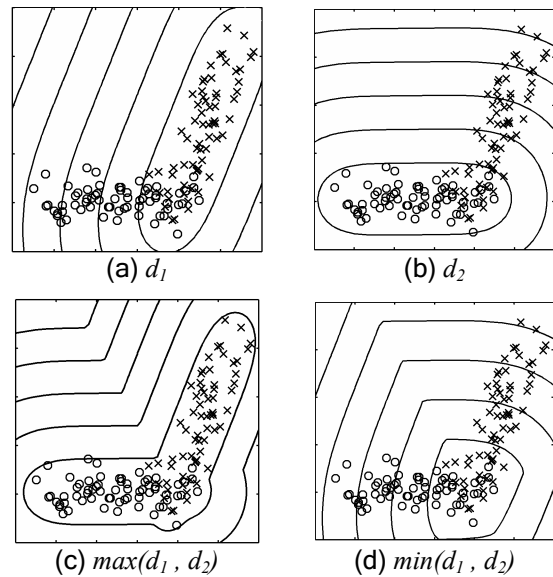 (a) d₁
(b) d₂
(c) max(d₁ , d₂)
(d) min(d₁ , d₂)